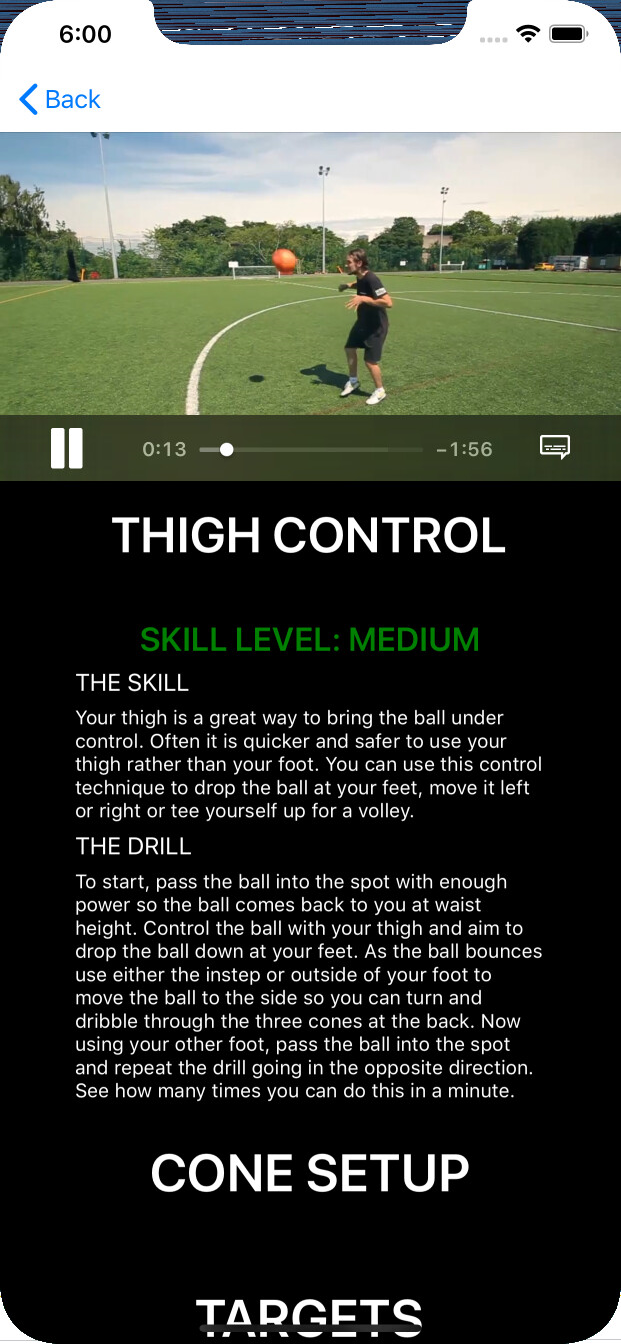 6:00
Back
0:13
−1:56
THIGH CONTROL
SKILL LEVEL: MEDIUM
THE SKILL
Your thigh is a great way to bring the ball under
control. Often it is quicker and safer to use your
thigh rather than your foot. You can use this control
technique to drop the ball at your feet, move it left
or right or tee yourself up for a volley.
THE DRILL
To start, pass the ball into the spot with enough
power so the ball comes back to you at waist
height. Control the ball with your thigh and aim to
drop the ball down at your feet. As the ball bounces
use either the instep or outside of your foot to
move the ball to the side so you can turn and
dribble through the three cones at the back. Now
using your other foot, pass the ball into the spot
and repeat the drill going in the opposite direction.
See how many times you can do this in a minute.
CONE SETUP
TARGETS